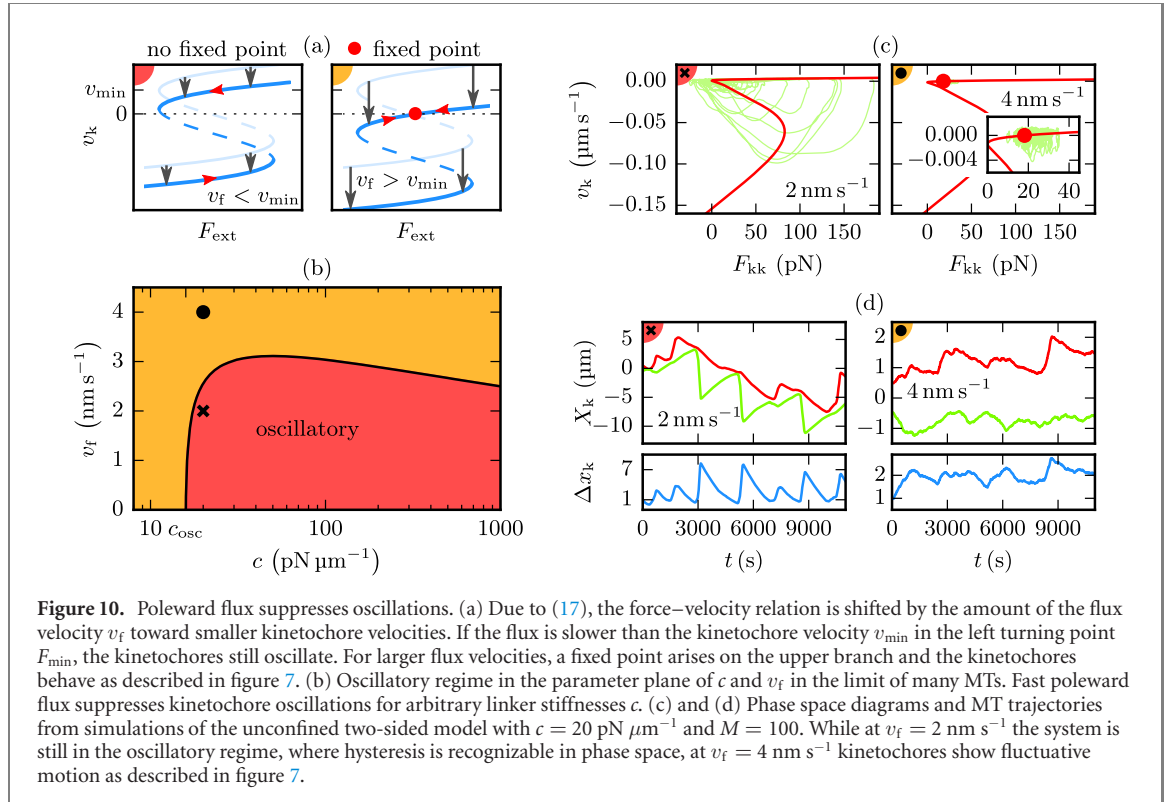 (a)
no fixed point
fixed point
v_min
0
v_k
v_f < v_min
v_f > v_min
F_ext
F_ext
(b)
4
3
2
1
0
v_f (nm s⁻¹)
oscillatory
10 c_osc 100 1000
c (pN μm⁻¹)
(c)
0.00
−0.05
−0.10
−0.15
v_k (μm s⁻¹)
2 nm s⁻¹
0 50 100 150
F_kk (pN)
4 nm s⁻¹
0.000
−0.004
0 20 40
0 50 100 150
F_kk (pN)
(d)
5
0
−5
−10
X_k (μm)
2 nm s⁻¹
2
1
0
−1
4 nm s⁻¹
7
1
Δx_k
2
1
0 3000 6000 9000
t (s)
0 3000 6000 9000
t (s)
Figure 10. Poleward flux suppresses oscillations. (a) Due to (17), the force–velocity relation is shifted by the amount of the flux
velocity v_f toward smaller kinetochore velocities. If the flux is slower than the kinetochore velocity v_min in the left turning point
F_min, the kinetochores still oscillate. For larger flux velocities, a fixed point arises on the upper branch and the kinetochores
behave as described in figure 7. (b) Oscillatory regime in the parameter plane of c and v_f in the limit of many MTs. Fast poleward
flux suppresses kinetochore oscillations for arbitrary linker stiffnesses c. (c) and (d) Phase space diagrams and MT trajectories
from simulations of the unconfined two-sided model with c = 20 pN μm⁻¹ and M = 100. While at v_f = 2 nm s⁻¹ the system is
still in the oscillatory regime, where hysteresis is recognizable in phase space, at v_f = 4 nm s⁻¹ kinetochores show fluctuative
motion as described in figure 7.